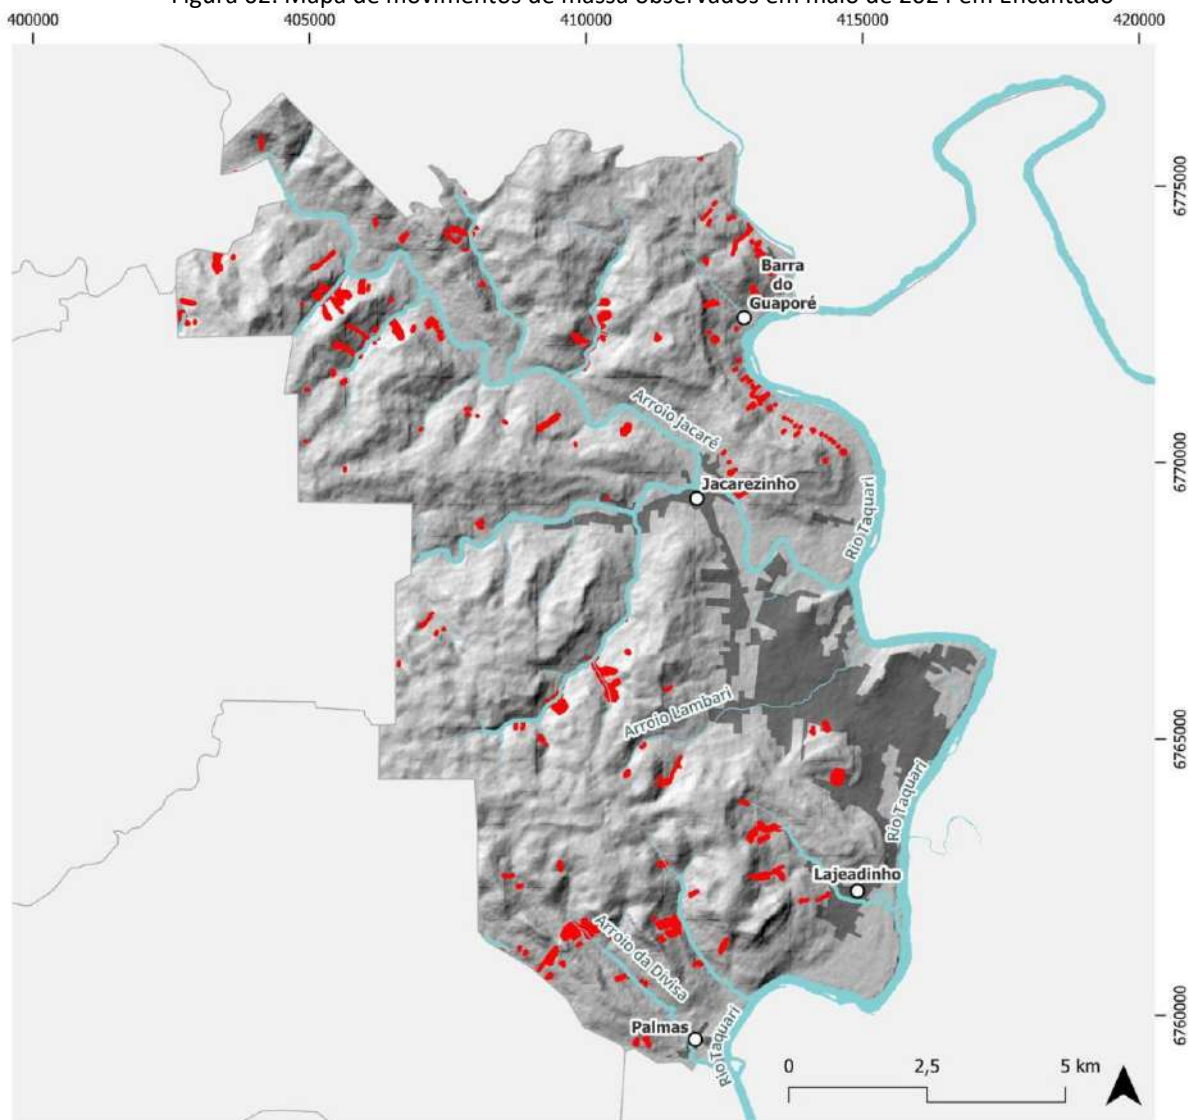 Figura 62: Mapa de movimentos de massa observados em maio de 2024 em Encantado
400000
405000
410000
415000
420000
6775000
Barra
do
Guaporé
Arroio Jacaré
6770000
Jacarezinho
Rio Taquari
Arroio Lambari
6765000
Rio Taquari
Lajeadinho
Arroio da Divisa
Palmas
Rio Taquari
6760000
0
2,5
5 km